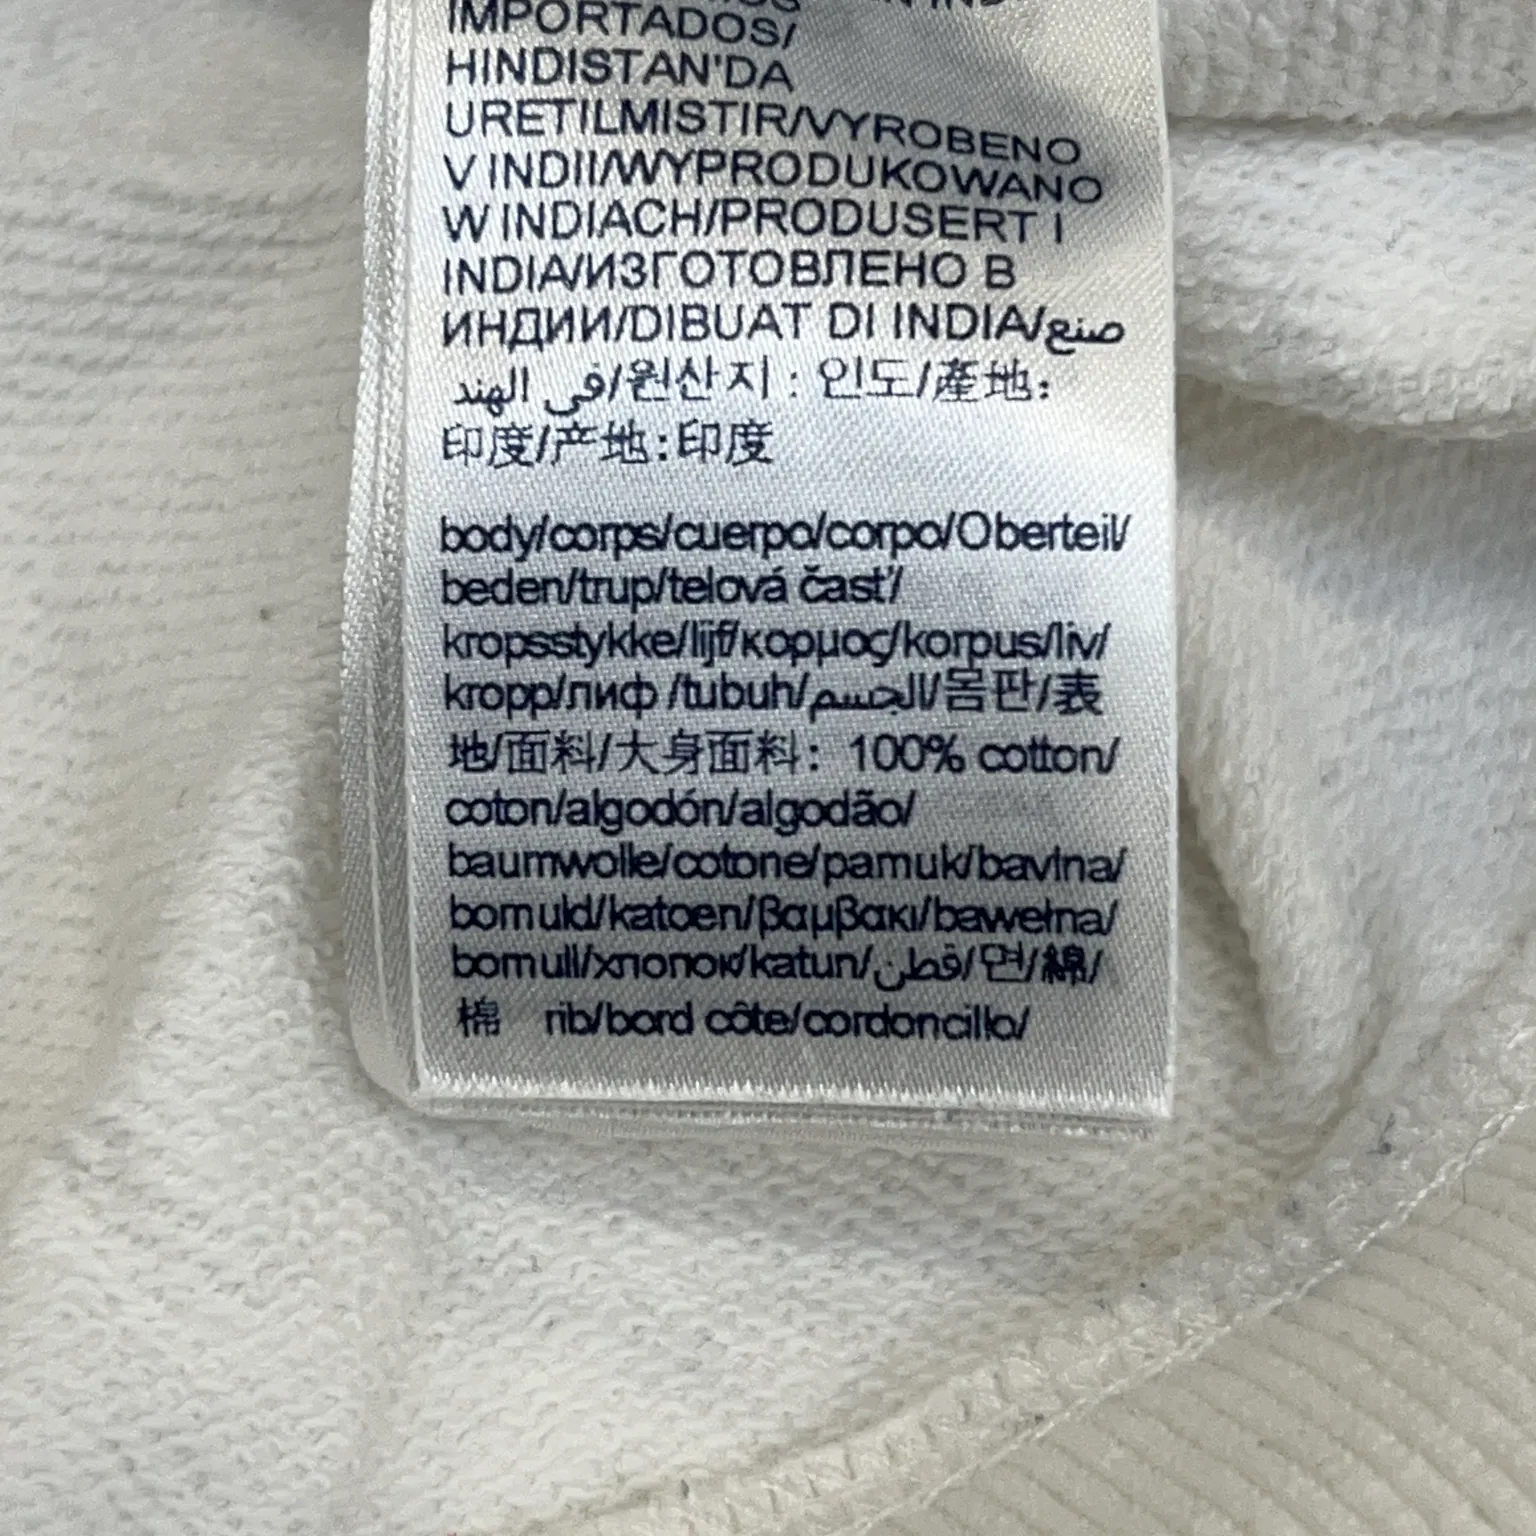 IMPORTADOS/
HINDISTAN'DA
URETILMISTIR/VYROBENO
V INDII/WYPRODUKOWANO
W INDIACH/PRODUSERT I
INDIA/ИЗГОТОВЛЕНО В
ИНДИИ/DIBUAT DI INDIA/صنع
في الهند/원산지 : 인도/產地:
印度/产地:印度
body/corps/cuerpo/corpo/Oberteil/
beden/trup/telová časť/
kropsstykke/lijf/κορμος/korpus/liv/
kropp/лиф /tubuh/الجسم/몸판/表
地/面料/大身面料: 100% cotton/
coton/algodón/algodão/
baumwolle/cotone/pamuk/bavlna/
bomuld/katoen/βαμβακι/bawełna/
bomull/хлопок/katun/قطن/면/綿/
棉 rib/bord côte/cordoncillo/